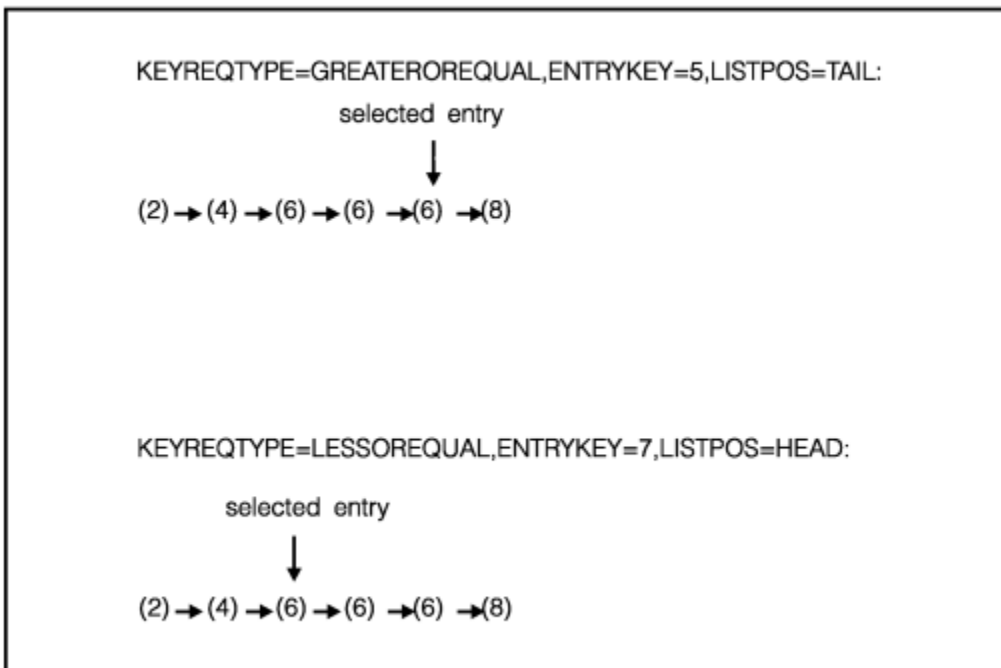 KEYREQTYPE=GREATEROREQUAL,ENTRYKEY=5,LISTPOS=TAIL:
selected entry
(2) → (4) → (6) → (6) → (6) → (8)
KEYREQTYPE=LESSOREQUAL,ENTRYKEY=7,LISTPOS=HEAD:
selected entry
(2) → (4) → (6) → (6) → (6) → (8)